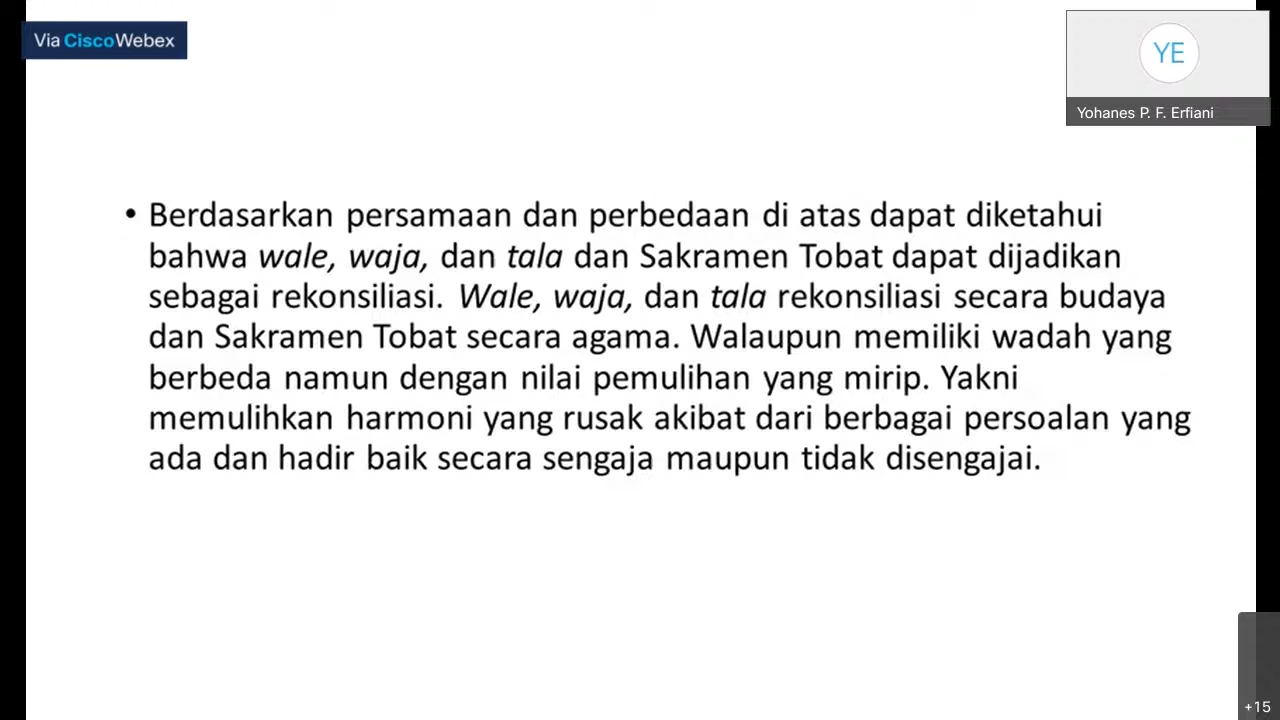 Via CiscoWebex
YE
Yohanes P. F. Erfiani
• Berdasarkan persamaan dan perbedaan di atas dapat diketahui
bahwa wale, waja, dan tala dan Sakramen Tobat dapat dijadikan
sebagai rekonsiliasi. Wale, waja, dan tala rekonsiliasi secara budaya
dan Sakramen Tobat secara agama. Walaupun memiliki wadah yang
berbeda namun dengan nilai pemulihan yang mirip. Yakni
memulihkan harmoni yang rusak akibat dari berbagai persoalan yang
ada dan hadir baik secara sengaja maupun tidak disengajai.
+15